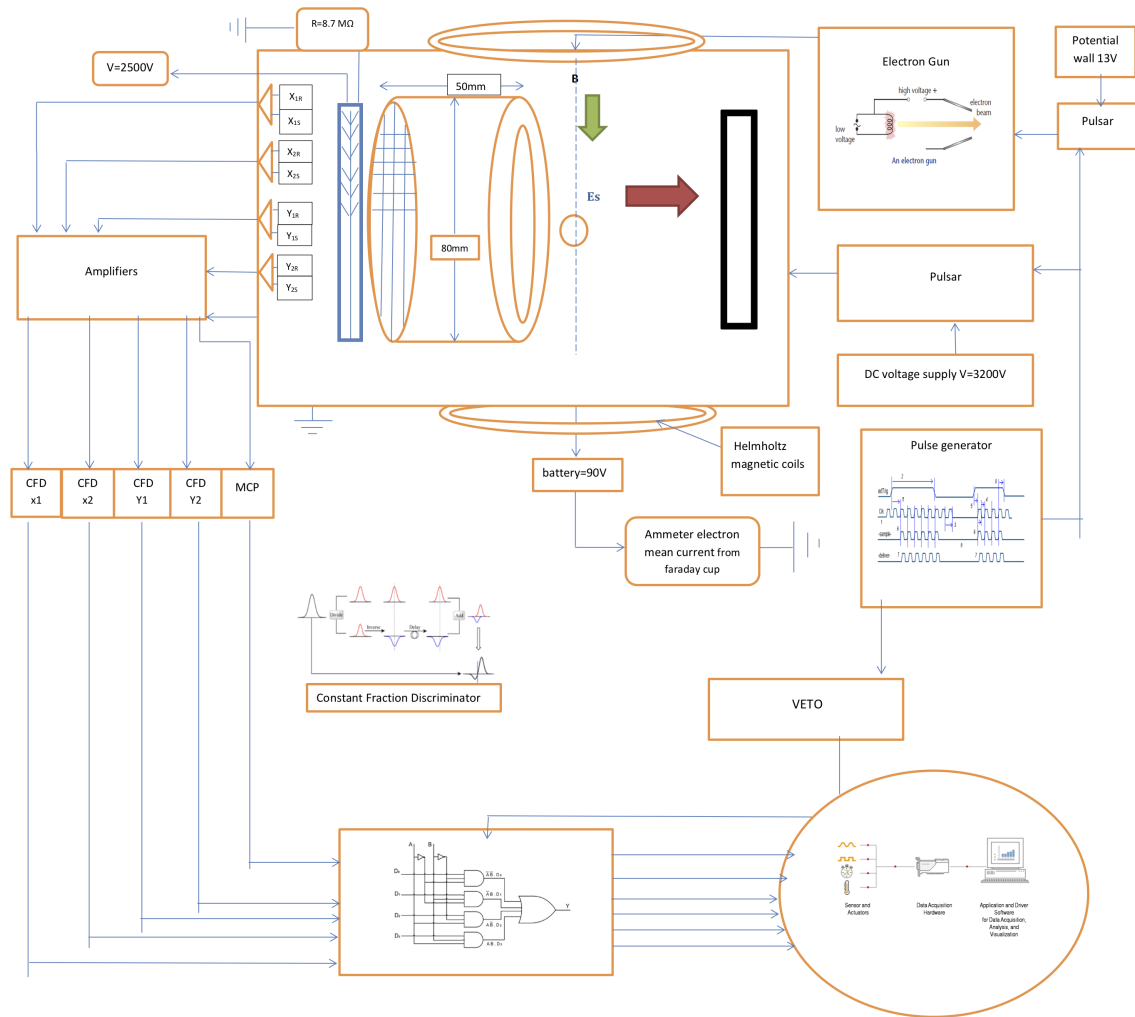 R=8.7 MΩ
V=2500V
X1R
X1S
X2R
X2S
Y1R
Y1S
Y2R
Y2S
50mm
80mm
B
Es
Electron Gun
high voltage +
electron
beam
low
voltage
An electron gun
Potential
wall 13V
Pulsar
Amplifiers
Pulsar
DC voltage supply V=3200V
Helmholtz
magnetic coils
battery=90V
Ammeter electron
mean current from
faraday cup
Pulse generator
CFD
x1
CFD
x2
CFD
Y1
CFD
Y2
MCP
Divide
Inverse
Delay
Add
Constant Fraction Discriminator
VETO
A
B
D0
D1
D2
D3
Y
Sensor and
Actuators
Data Acquisition
Hardware
Application and Driver
Software
for Data Acquisition,
Analysis, and
Visualization